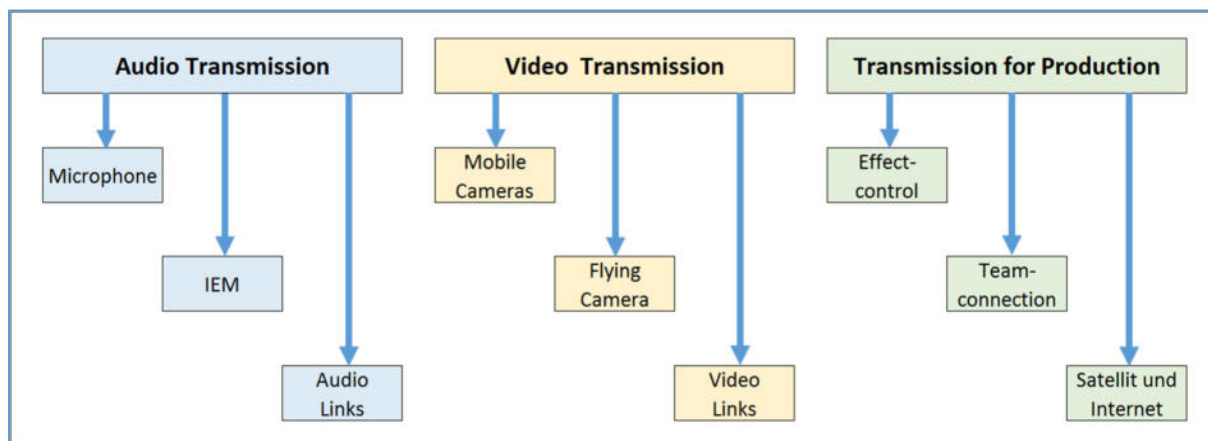 Audio Transmission
Microphone
IEM
Audio
Links
Video Transmission
Mobile
Cameras
Flying
Camera
Video
Links
Transmission for Production
Effect-
control
Team-
connection
Satellit und
Internet